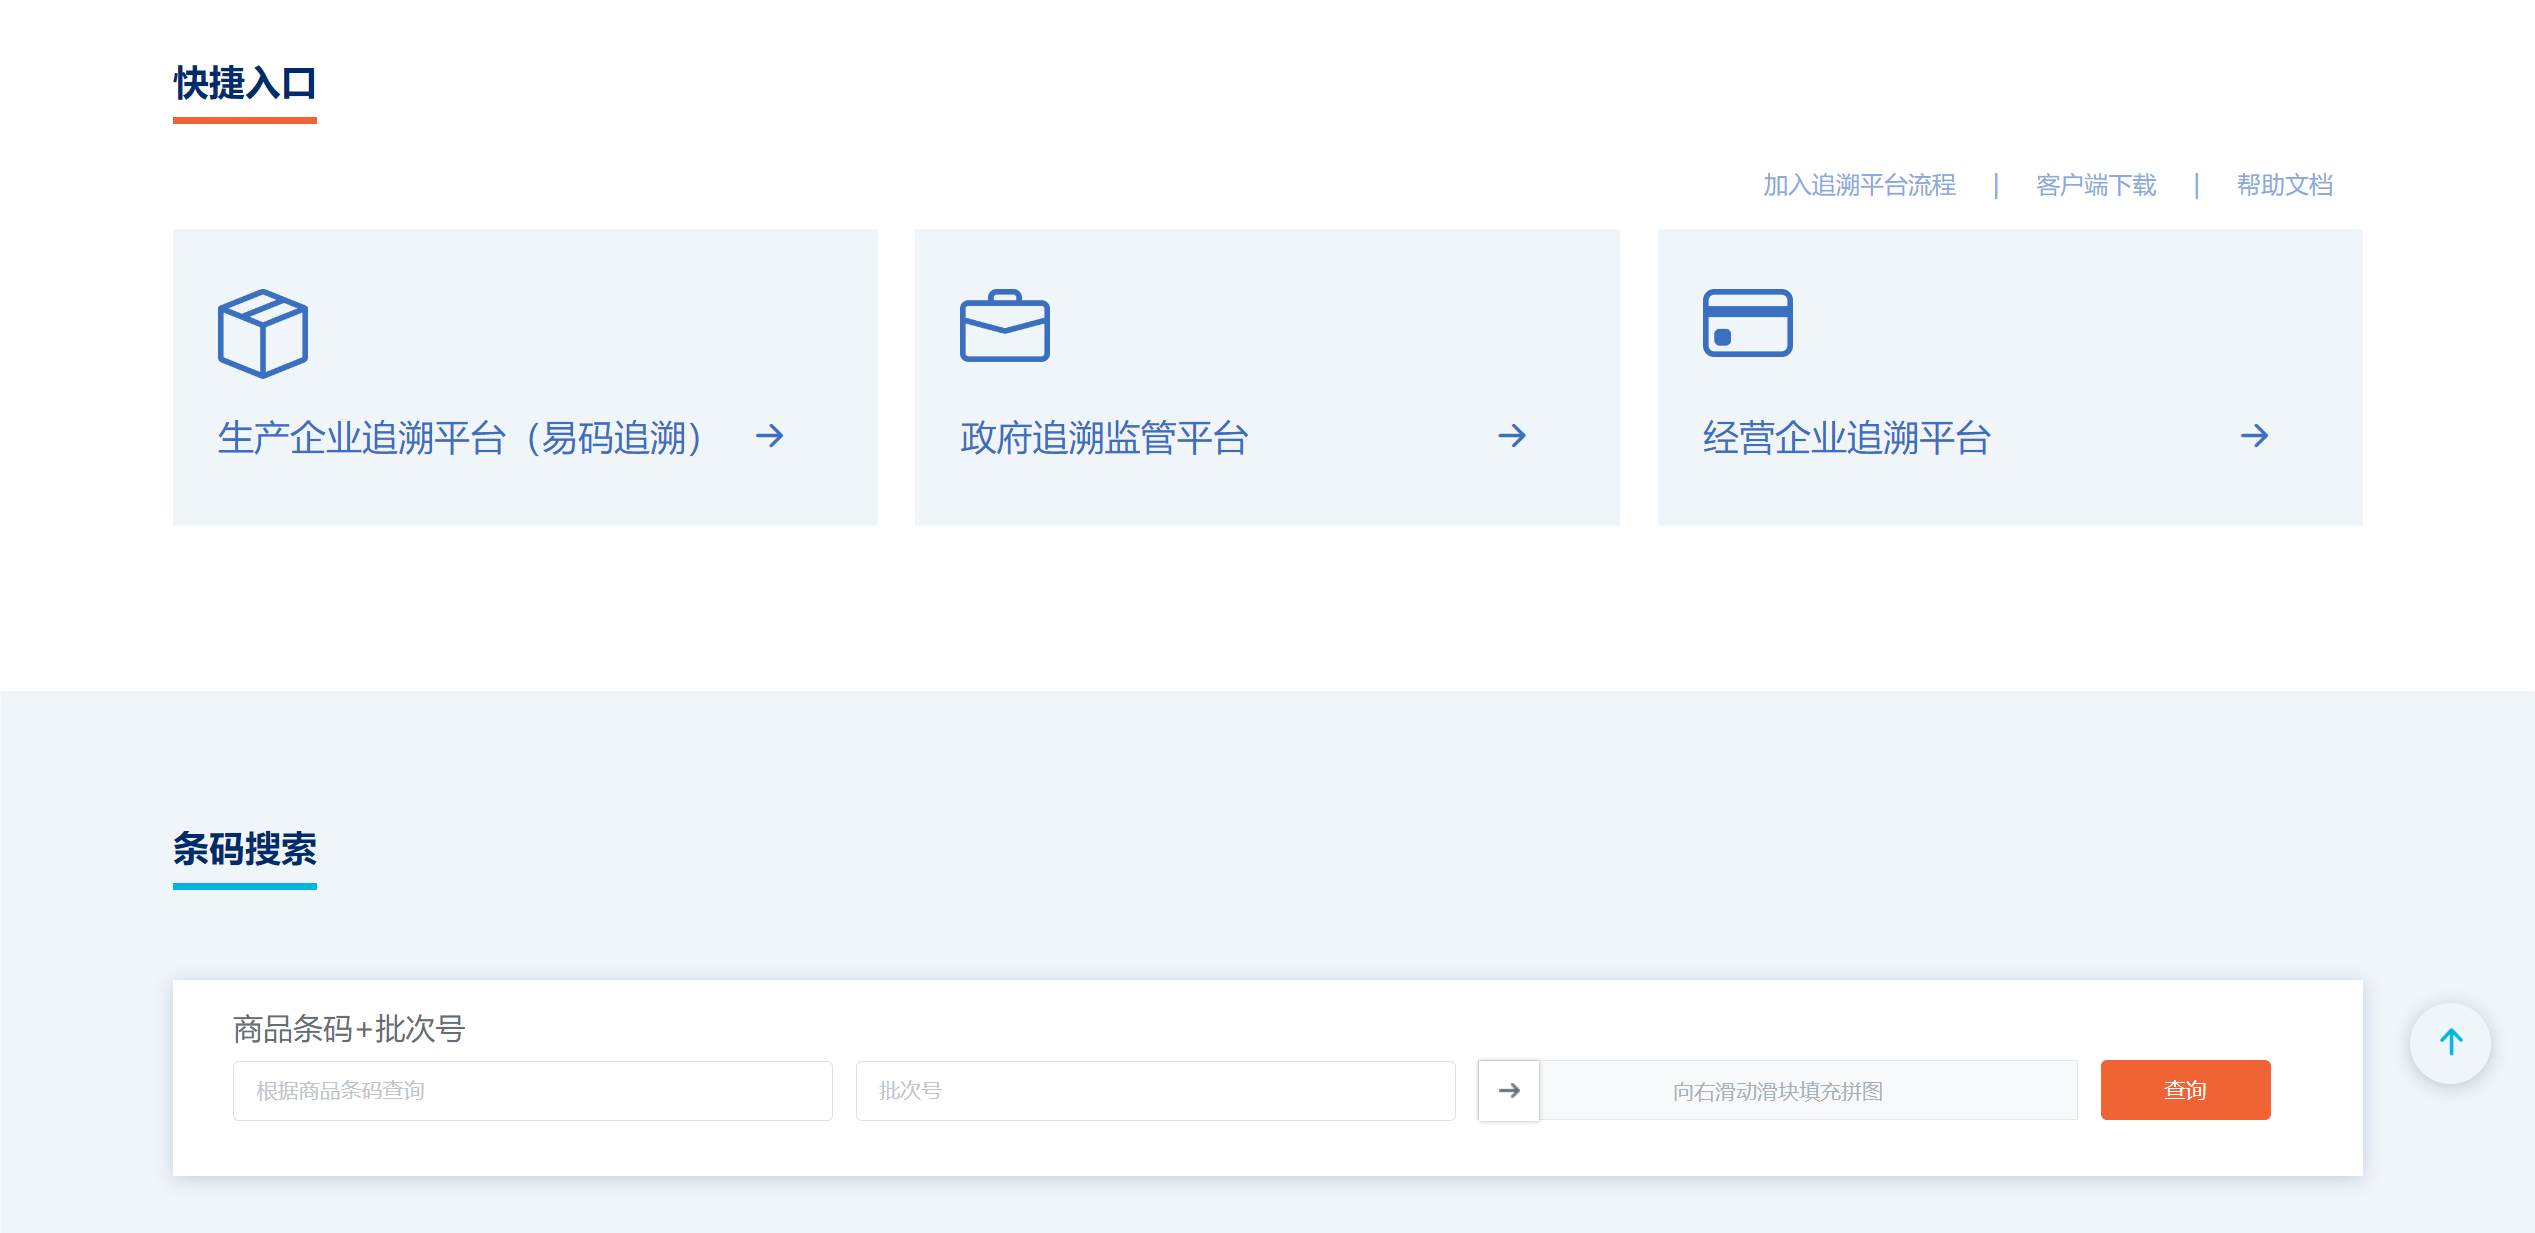 快捷入口
加入追溯平台流程 | 客户端下载 | 帮助文档
生产企业追溯平台（易码追溯）
政府追溯监管平台
经营企业追溯平台
条码搜索
商品条码+批次号
根据商品条码查询
批次号
向右滑动滑块填充拼图
查询